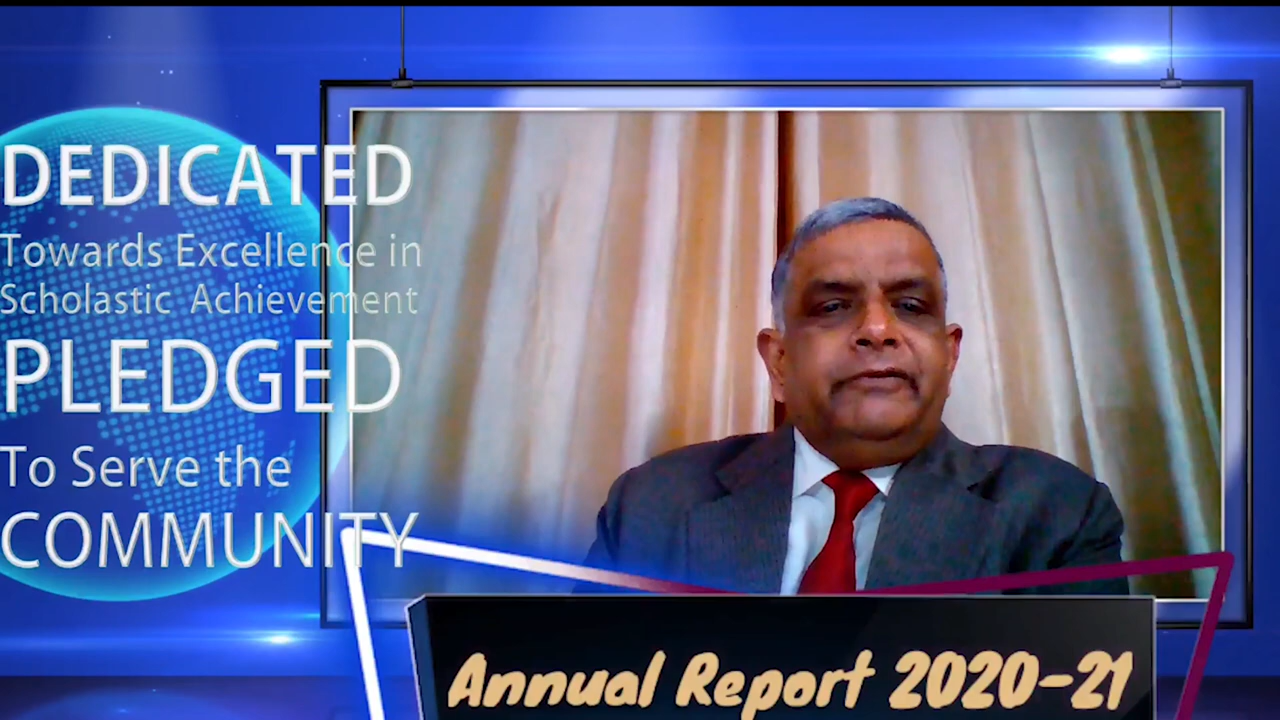 DEDICATED
Towards Excellence in
Scholastic Achievement
PLEDGED
To Serve the
COMMUNITY
Annual Report 2020-21